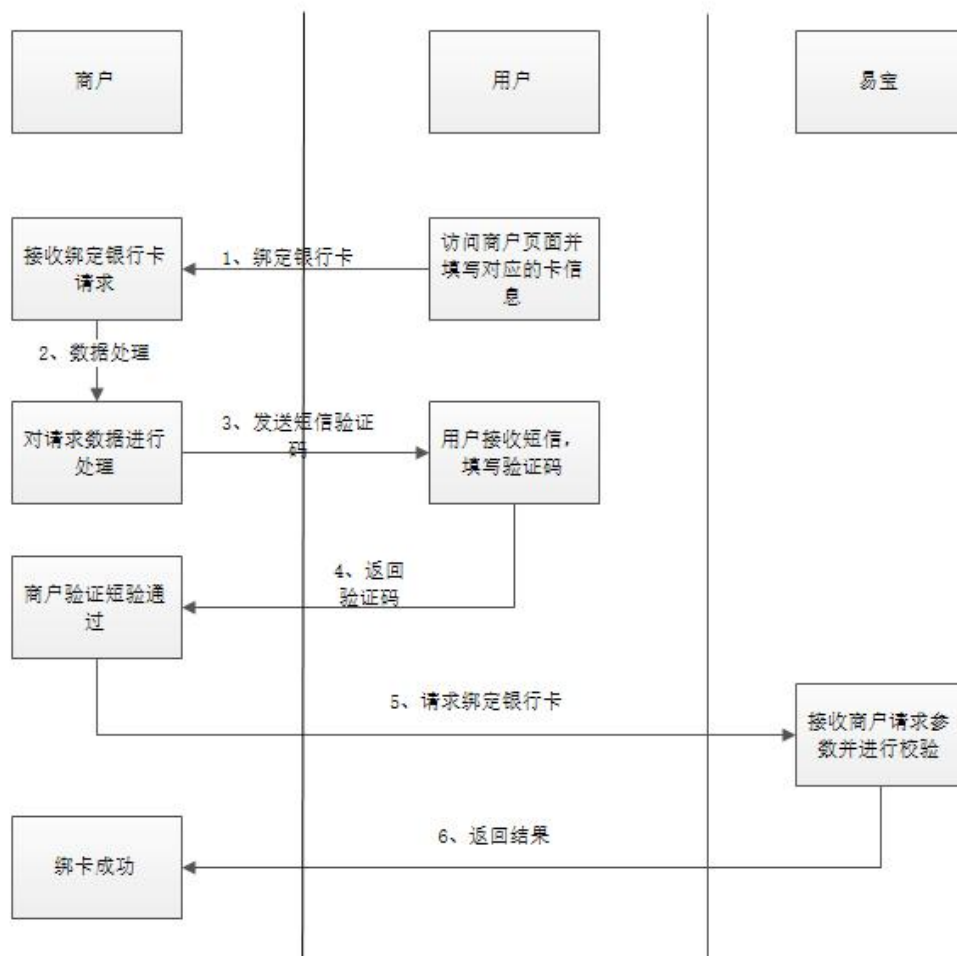 商户
用户
易宝
接收绑定银行卡
请求
1、绑定银行卡
访问商户页面并
填写对应的卡信
息
2、数据处理
对请求数据进行
处理
3、发送短信验证
码
用户接收短信，
填写验证码
4、返回
验证码
商户验证短验通
过
5、请求绑定银行卡
接收商户请求参
数并进行校验
6、返回结果
绑卡成功